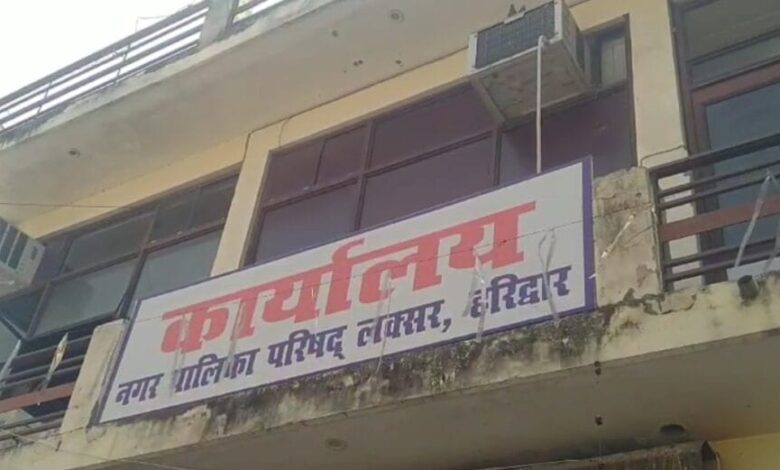 कार्यालय
नगर पालिका परिषद् लक्सर, हरिद्वार